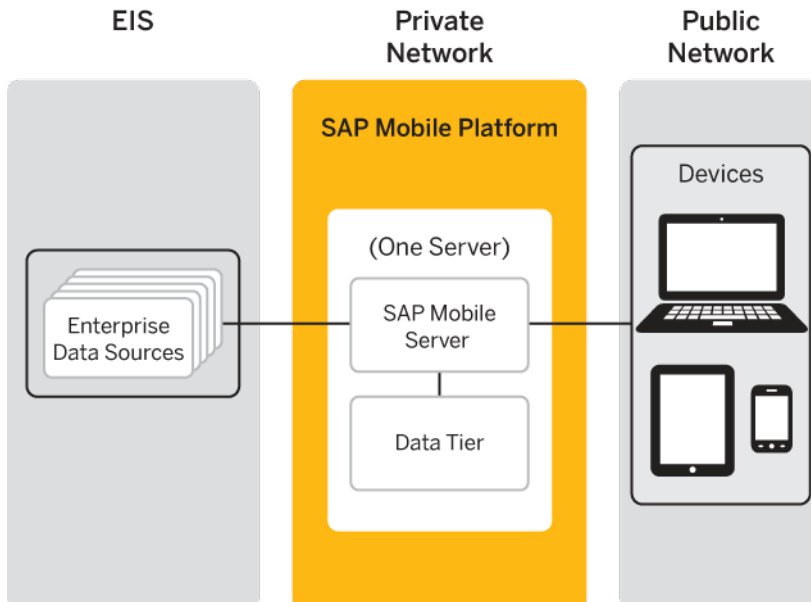 EIS
Private
Network
Public
Network
SAP Mobile Platform
Devices
(One Server)
SAP Mobile
Server
Enterprise
Data Sources
Data Tier